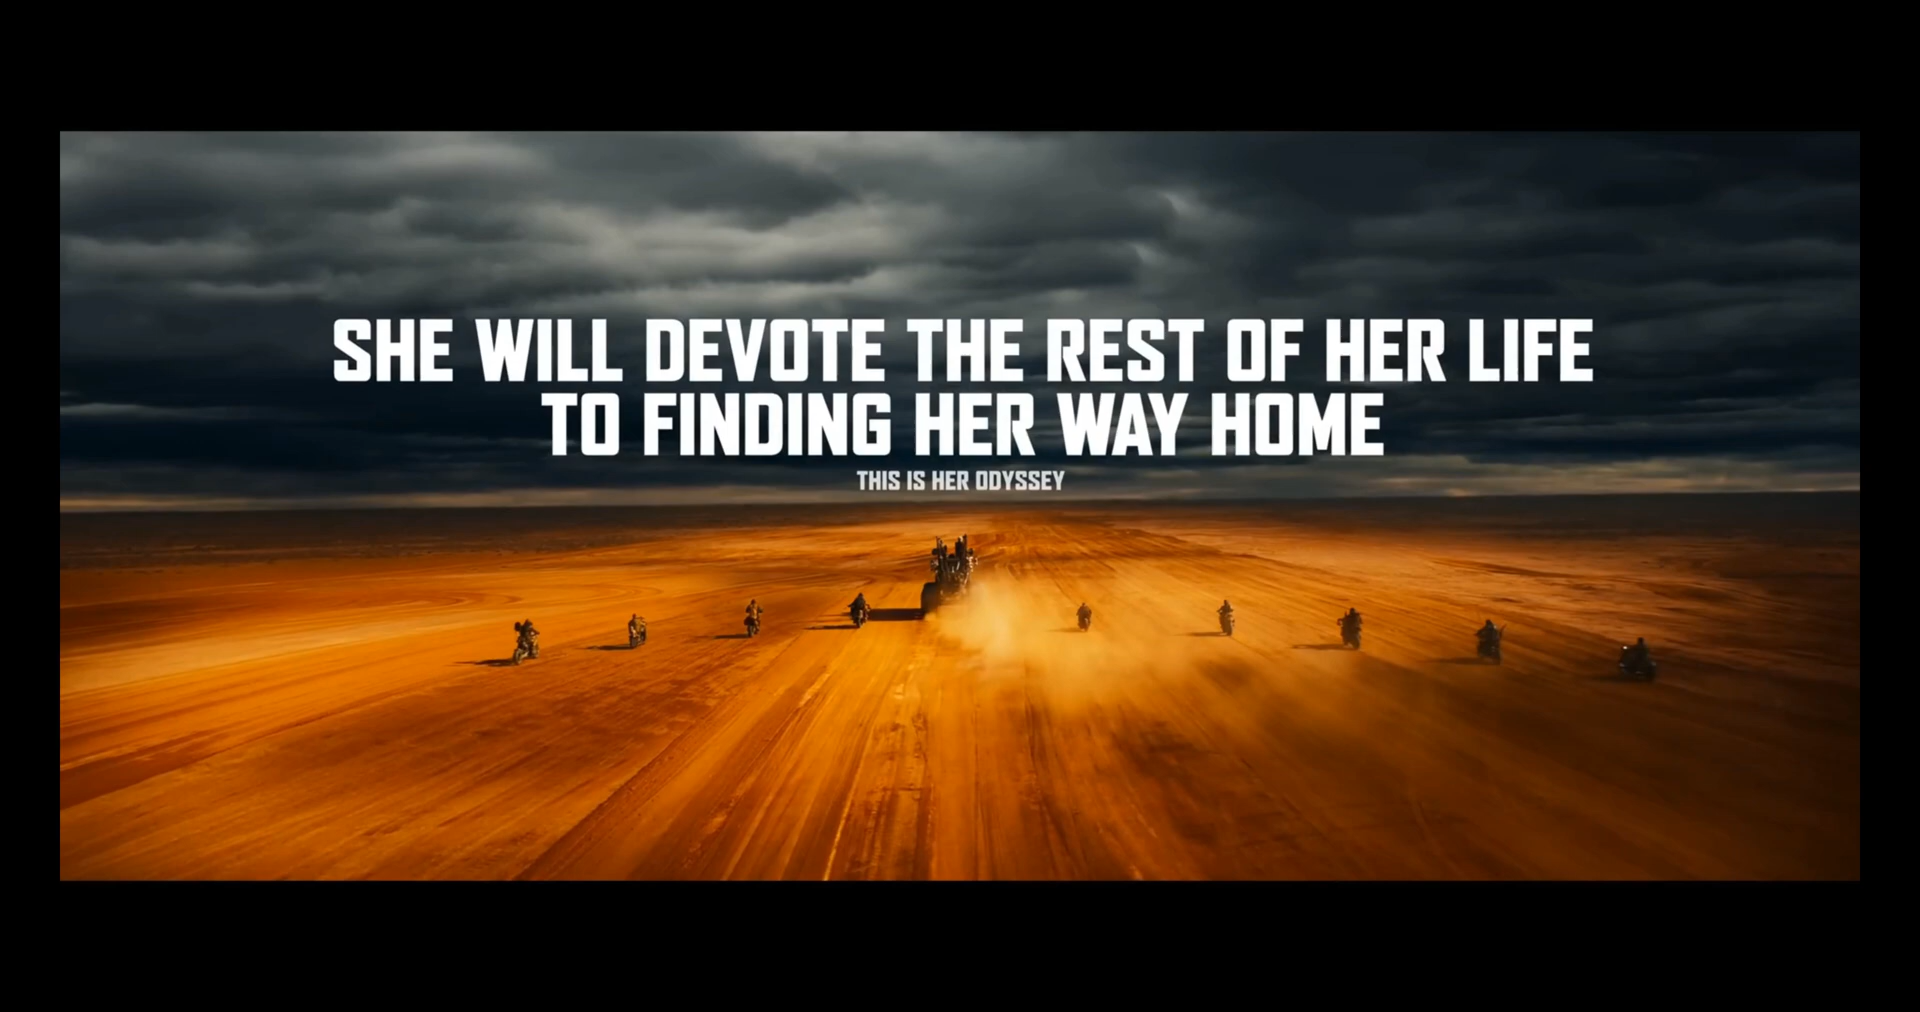 SHE WILL DEVOTE THE REST OF HER LIFE
TO FINDING HER WAY HOME
THIS IS HER ODYSSEY